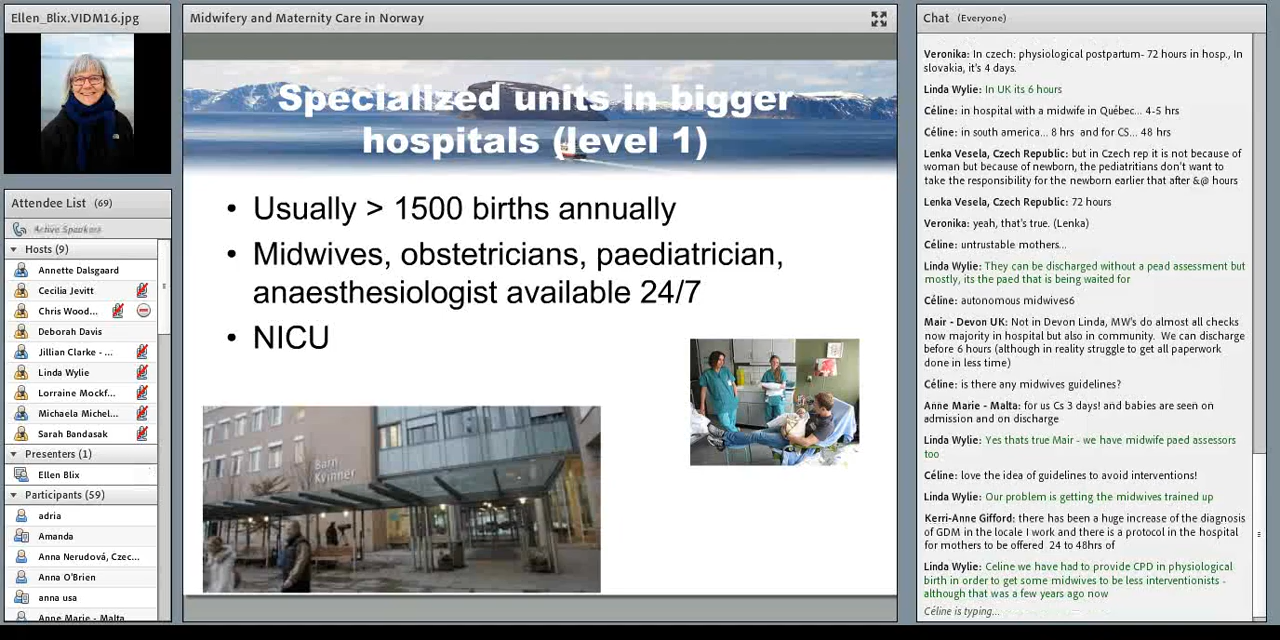 Ellen_Blix.VIDM16.jpg
Attendee List (69)
Active Speakers
Hosts (9)
Annette Dalsgaard
Cecilia Jevitt
Chris Wood...
Deborah Davis
Jillian Clarke - ...
Linda Wylie
Lorraine Mockf...
Michaela Michel...
Sarah Bandasak
Presenters (1)
Ellen Blix
Participants (59)
adria
Amanda
Anna Nerudová, Czec...
Anna O'Brien
anna usa
Anne Marie - Malta
Midwifery and Maternity Care in Norway
Specialized units in bigger
hospitals (level 1)
• Usually > 1500 births annually
• Midwives, obstetricians, paediatrician,
anaesthesiologist available 24/7
• NICU
Barn
Kvinner
Chat (Everyone)
Veronika: In czech: physiological postpartum- 72 hours in hosp., In
slovakia, it's 4 days.
Linda Wylie: In UK its 6 hours
Céline: in hospital with a midwife in Québec... 4-5 hrs
Céline: in south america... 8 hrs and for CS... 48 hrs
Lenka Vesela, Czech Republic: but in Czech rep it is not because of
woman but because of newborn, the pediatritians don't want to
take the responsibility for the newborn earlier that after &@ hours
Lenka Vesela, Czech Republic: 72 hours
Veronika: yeah, that's true. (Lenka)
Céline: untrustable mothers...
Linda Wylie: They can be discharged without a pead assessment but
mostly, its the paed that is being waited for
Céline: autonomous midwives6
Mair - Devon UK: Not in Devon Linda, MW's do almost all checks
now majority in hospital but also in community. We can discharge
before 6 hours (although in reality struggle to get all paperwork
done in less time)
Céline: is there any midwives guidelines?
Anne Marie - Malta: for us Cs 3 days! and babies are seen on
admission and on discharge
Linda Wylie: Yes thats true Mair - we have midwife paed assessors
too
Céline: love the idea of guidelines to avoid interventions!
Linda Wylie: Our problem is getting the midwives trained up
Kerri-Anne Gifford: there has been a huge increase of the diagnosis
of GDM in the locale I work and there is a protocol in the hospital
for mothers to be offered 24 to 48hrs of
Linda Wylie: Celine we have had to provide CPD in physiological
birth in order to get some midwives to be less interventionists -
although that was a few years ago now
Céline is typing...